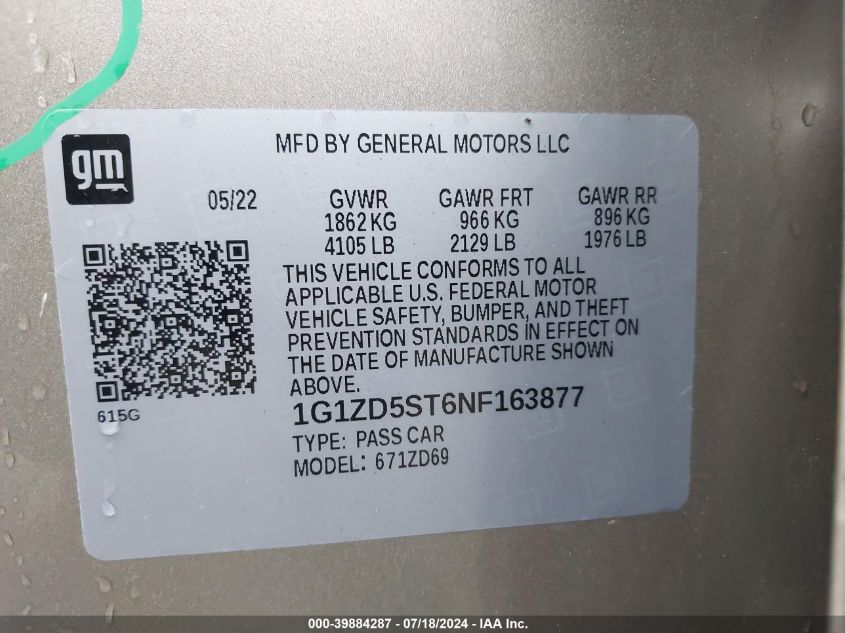 gm
MFD BY GENERAL MOTORS LLC
05/22
GVWR GAWR FRT GAWR RR
1862 KG 966 KG 896 KG
4105 LB 2129 LB 1976 LB
THIS VEHICLE CONFORMS TO ALL
APPLICABLE U.S. FEDERAL MOTOR
VEHICLE SAFETY, BUMPER, AND THEFT
PREVENTION STANDARDS IN EFFECT ON
THE DATE OF MANUFACTURE SHOWN
ABOVE.
615G
1G1ZD5ST6NF163877
TYPE: PASS CAR
MODEL: 671ZD69
000-39884287 - 07/18/2024 - IAA Inc.